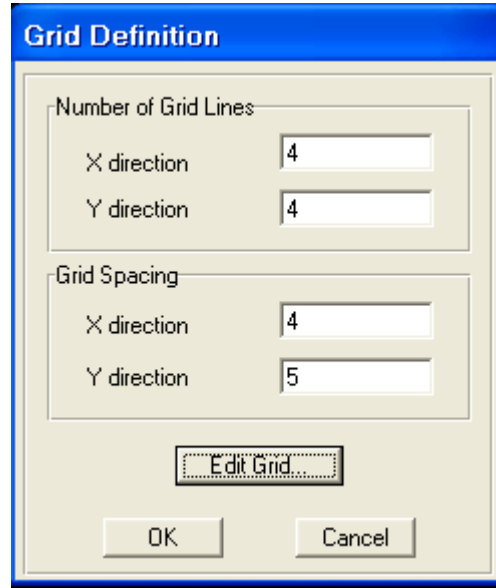 Grid Definition
Number of Grid Lines
X direction 4
Y direction 4
Grid Spacing
X direction 4
Y direction 5
Edit Grid...
OK Cancel